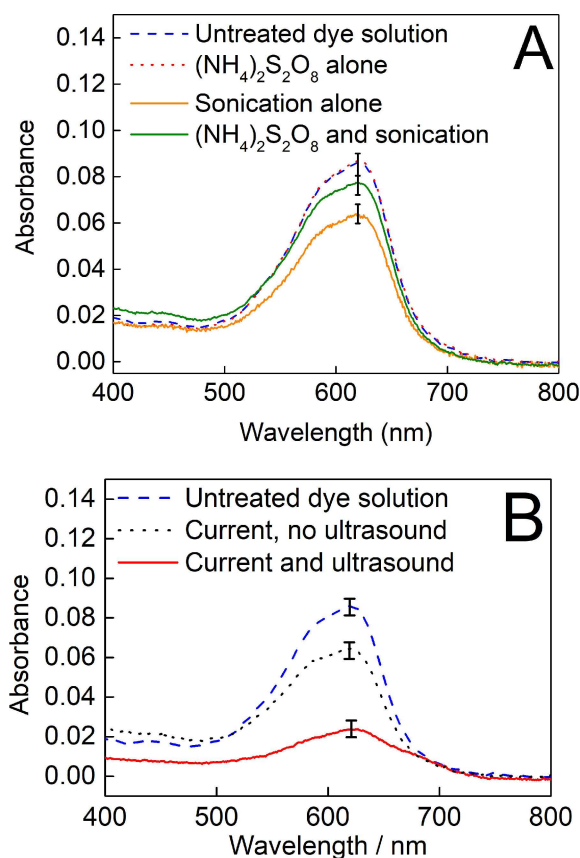 A
0.14
Untreated dye solution
0.12
(NH4)2S2O8 alone
0.10
Sonication alone
(NH4)2S2O8 and sonication
0.08
0.06
0.04
0.02
0.00
Absorbance
400 500 600 700 800
Wavelength (nm)
B
0.14
Untreated dye solution
0.12
Current, no ultrasound
0.10
Current and ultrasound
0.08
0.06
0.04
0.02
0.00
Absorbance
400 500 600 700 800
Wavelength / nm